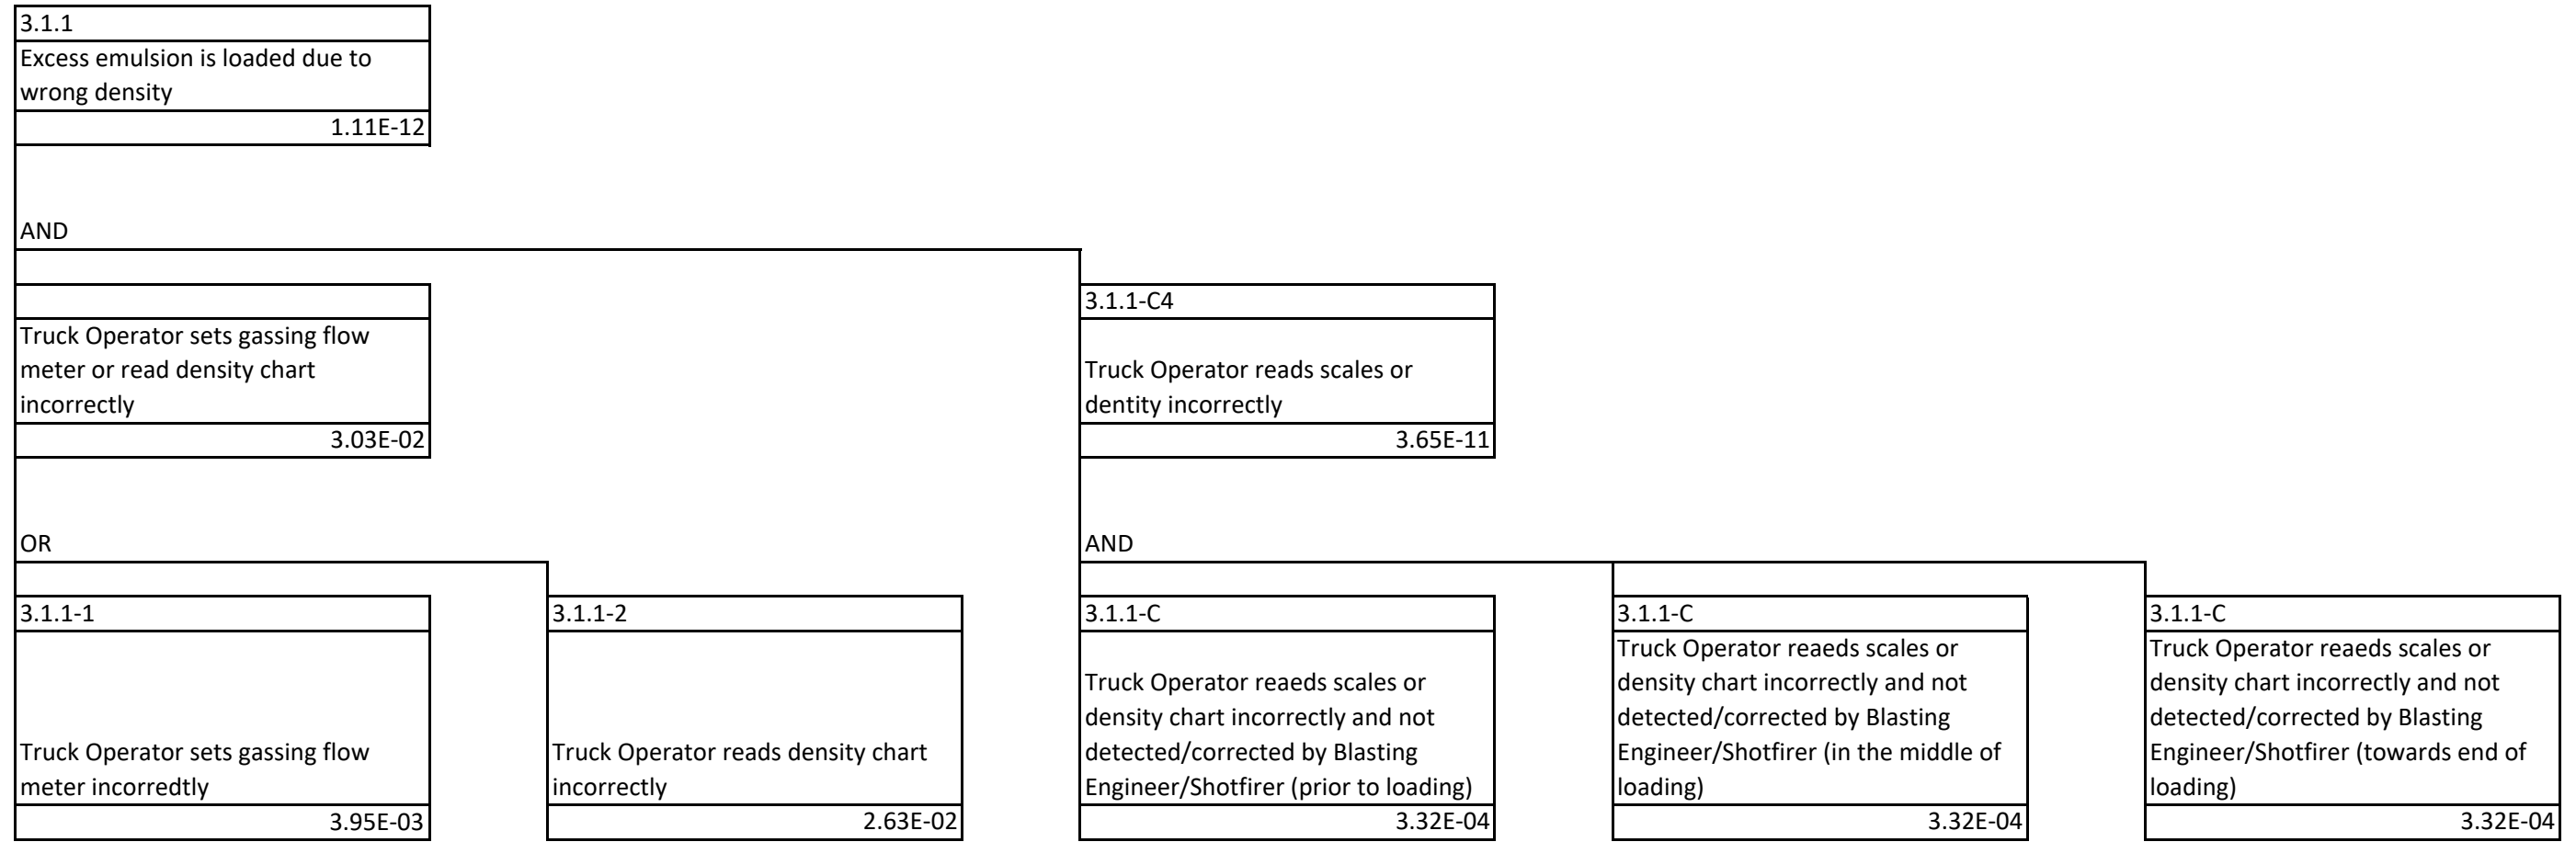 3.1.1
Excess emulsion is loaded due to
wrong density
1.11E-12
AND
Truck Operator sets gassing flow
meter or read density chart
incorrectly
3.03E-02
3.1.1-C4
Truck Operator reads scales or
dentity incorrectly
3.65E-11
OR
AND
3.1.1-1
Truck Operator sets gassing flow
meter incorredtly
3.95E-03
3.1.1-2
Truck Operator reads density chart
incorrectly
2.63E-02
3.1.1-C
Truck Operator reaeds scales or
density chart incorrectly and not
detected/corrected by Blasting
Engineer/Shotfirer (prior to loading)
3.32E-04
3.1.1-C
Truck Operator reaeds scales or
density chart incorrectly and not
detected/corrected by Blasting
Engineer/Shotfirer (in the middle of
loading)
3.32E-04
3.1.1-C
Truck Operator reaeds scales or
density chart incorrectly and not
detected/corrected by Blasting
Engineer/Shotfirer (towards end of
loading)
3.32E-04